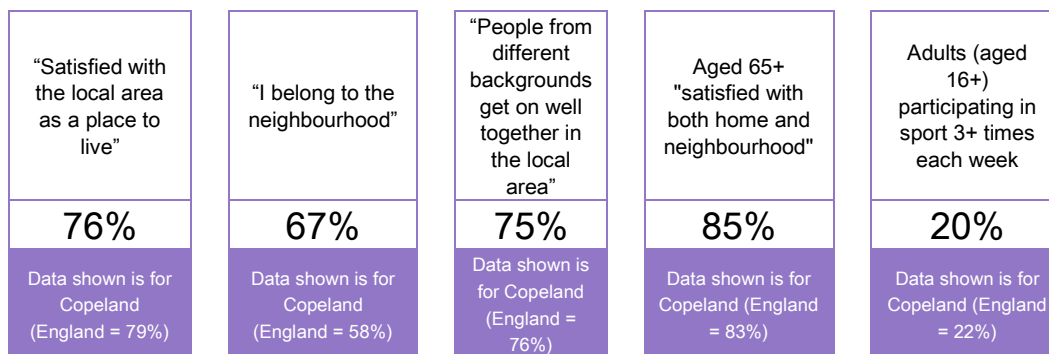 “Satisfied with
the local area
as a place to
live”
76%
Data shown is for
Copeland
(England = 79%)
“I belong to the
neighbourhood”
67%
Data shown is for
Copeland
(England = 58%)
“People from
different
backgrounds
get on well
together in
the local
area”
75%
Data shown is
for Copeland
(England =
76%)
Aged 65+
"satisfied with
both home and
neighbourhood"
85%
Data shown is for
Copeland (England
= 83%)
Adults (aged
16+)
participating in
sport 3+ times
each week
20%
Data shown is for
Copeland (England
= 22%)